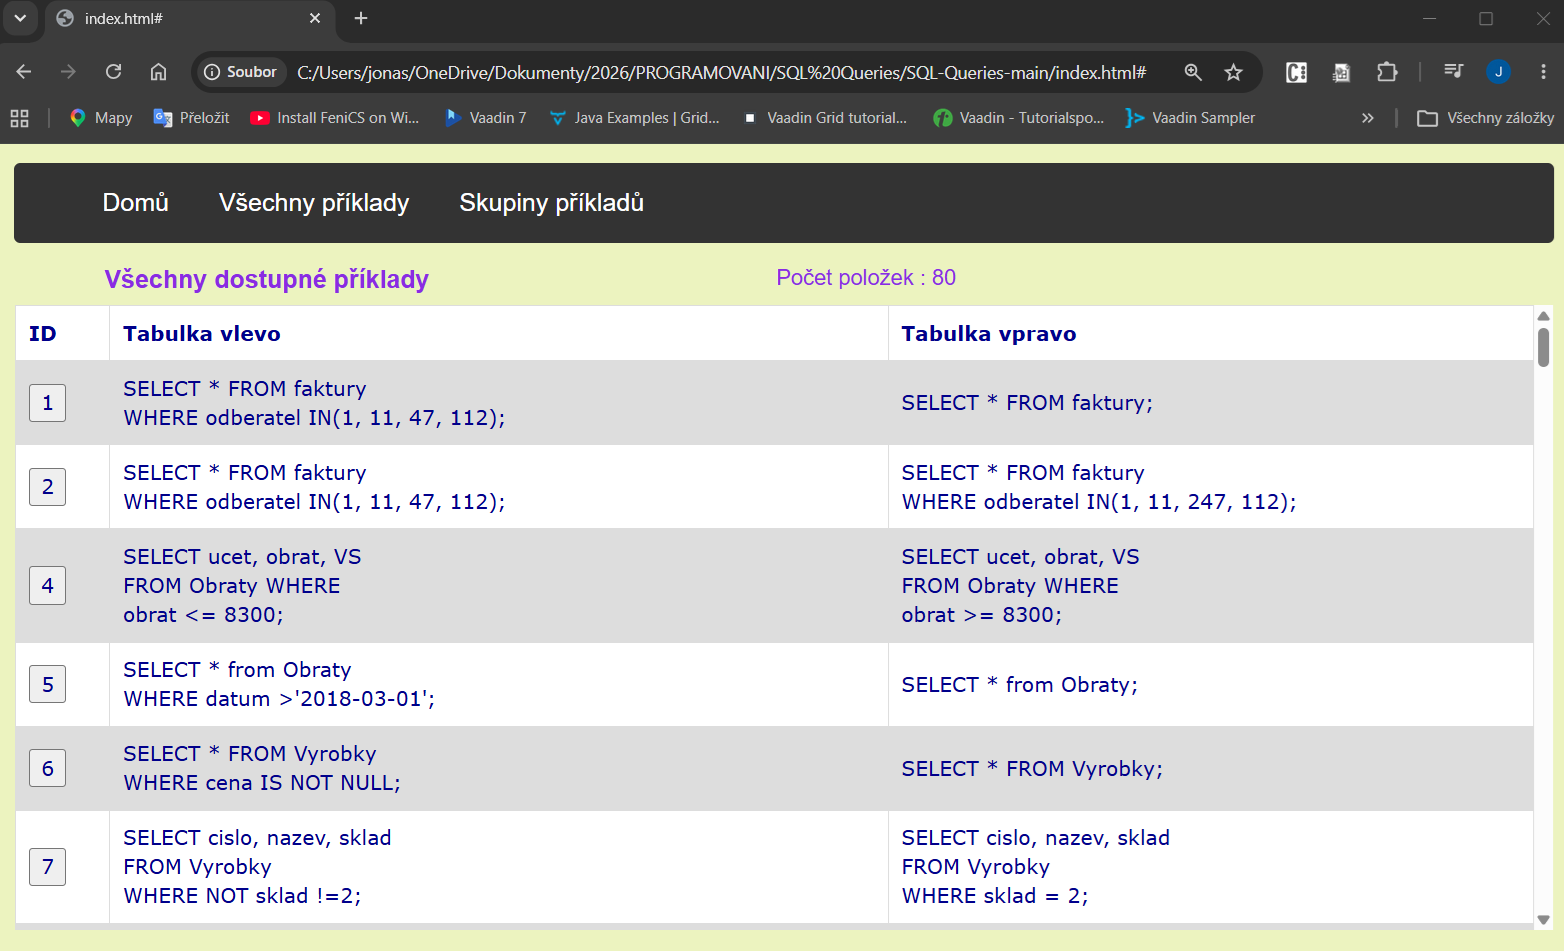 index.html#
Soubor
C:/Users/jonas/OneDrive/Dokumenty/2026/PROGRAMOVANI/SQL%20Queries/SQL-Queries-main/index.html#
J
Mapy
Přeložit
Install FeniCS on Wi...
Vaadin 7
Java Examples | Grid...
Vaadin Grid tutorial...
Vaadin - Tutorialspo...
Vaadin Sampler
Všechny záložky
Domů
Všechny příklady
Skupiny příkladů
Všechny dostupné příklady
Počet položek : 80
ID
Tabulka vlevo
Tabulka vpravo
1
SELECT * FROM faktury
WHERE odberatel IN(1, 11, 47, 112);
SELECT * FROM faktury;
2
SELECT * FROM faktury
WHERE odberatel IN(1, 11, 47, 112);
SELECT * FROM faktury
WHERE odberatel IN(1, 11, 247, 112);
4
SELECT ucet, obrat, VS
FROM Obraty WHERE
obrat <= 8300;
SELECT ucet, obrat, VS
FROM Obraty WHERE
obrat >= 8300;
5
SELECT * from Obraty
WHERE datum >'2018-03-01';
SELECT * from Obraty;
6
SELECT * FROM Vyrobky
WHERE cena IS NOT NULL;
SELECT * FROM Vyrobky;
7
SELECT cislo, nazev, sklad
FROM Vyrobky
WHERE NOT sklad !=2;
SELECT cislo, nazev, sklad
FROM Vyrobky
WHERE sklad = 2;